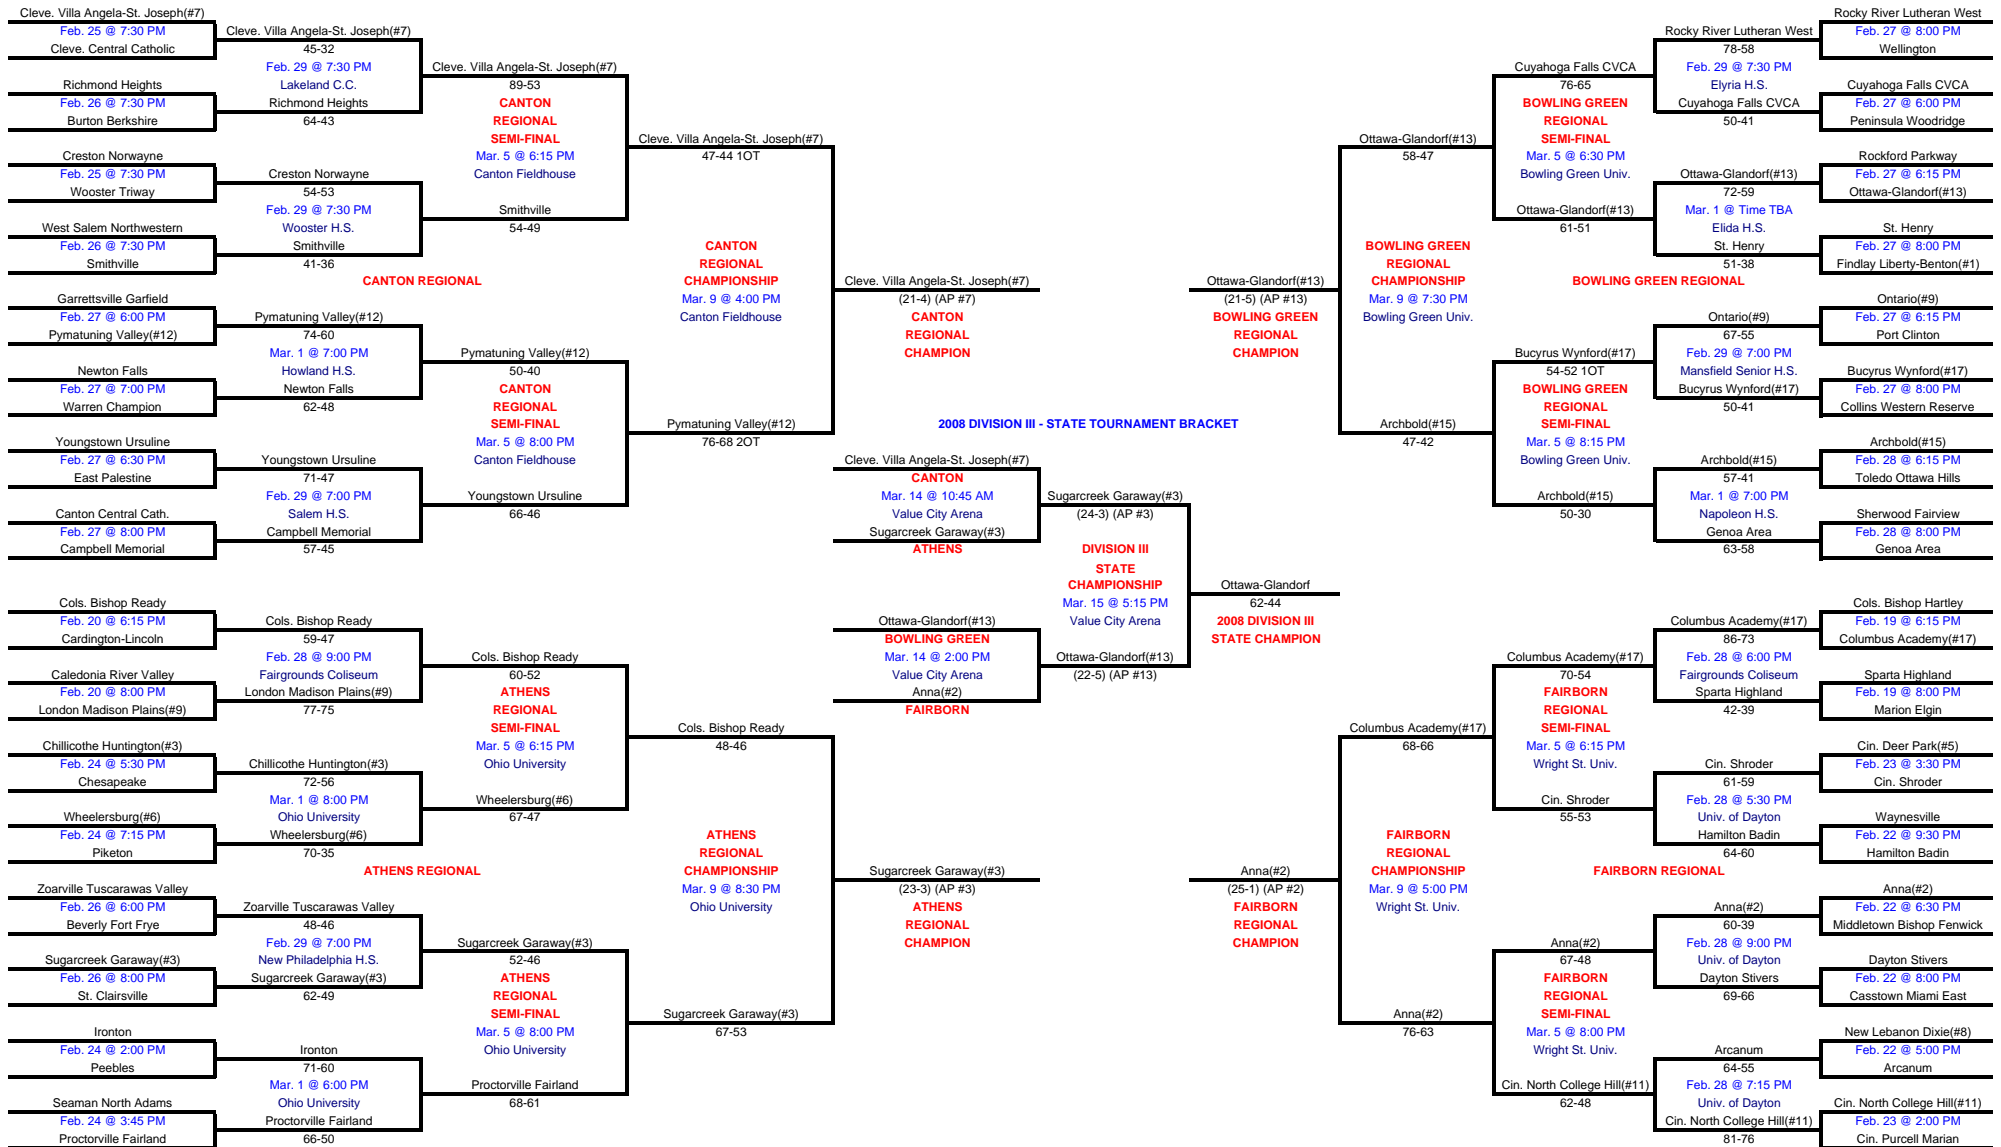 Cleve. Villa Angela-St. Joseph(#7)
Feb. 25 @ 7:30 PM
Cleve. Central Catholic
Richmond Heights
Feb. 26 @ 7:30 PM
Burton Berkshire
Creston Norwayne
Feb. 25 @ 7:30 PM
Wooster Triway
West Salem Northwestern
Feb. 26 @ 7:30 PM
Smithville
Garrettsville Garfield
Feb. 27 @ 6:00 PM
Pymatuning Valley(#12)
Newton Falls
Feb. 27 @ 7:00 PM
Warren Champion
Youngstown Ursuline
Feb. 27 @ 6:30 PM
East Palestine
Canton Central Cath.
Feb. 27 @ 8:00 PM
Campbell Memorial
Cleve. Villa Angela-St. Joseph(#7)
45-32
Feb. 29 @ 7:30 PM
Lakeland C.C.
Richmond Heights
64-43
Creston Norwayne
54-53
Feb. 29 @ 7:30 PM
Wooster H.S.
Smithville
41-36
CANTON REGIONAL
Pymatuning Valley(#12)
74-60
Mar. 1 @ 7:00 PM
Howland H.S.
Newton Falls
62-48
Youngstown Ursuline
71-47
Feb. 29 @ 7:00 PM
Salem H.S.
Campbell Memorial
57-45
Cleve. Villa Angela-St. Joseph(#7)
89-53
CANTON
REGIONAL
SEMI-FINAL
Mar. 5 @ 6:15 PM
Canton Fieldhouse
Smithville
54-49
Pymatuning Valley(#12)
50-40
CANTON
REGIONAL
SEMI-FINAL
Mar. 5 @ 8:00 PM
Canton Fieldhouse
Youngstown Ursuline
66-46
Cleve. Villa Angela-St. Joseph(#7)
47-44 1OT
CANTON
REGIONAL
CHAMPIONSHIP
Mar. 9 @ 4:00 PM
Canton Fieldhouse
Pymatuning Valley(#12)
76-68 2OT
Cleve. Villa Angela-St. Joseph(#7)
(21-4) (AP #7)
CANTON
REGIONAL
CHAMPION
Cols. Bishop Ready
Feb. 20 @ 6:15 PM
Cardington-Lincoln
Caledonia River Valley
Feb. 20 @ 8:00 PM
London Madison Plains(#9)
Chillicothe Huntington(#3)
Feb. 24 @ 5:30 PM
Chesapeake
Wheelersburg(#6)
Feb. 24 @ 7:15 PM
Piketon
Zoarville Tuscarawas Valley
Feb. 26 @ 6:00 PM
Beverly Fort Frye
Sugarcreek Garaway(#3)
Feb. 26 @ 8:00 PM
St. Clairsville
Ironton
Feb. 24 @ 2:00 PM
Peebles
Seaman North Adams
Feb. 24 @ 3:45 PM
Proctorville Fairland
Cols. Bishop Ready
59-47
Feb. 28 @ 9:00 PM
Fairgrounds Coliseum
London Madison Plains(#9)
77-75
Chillicothe Huntington(#3)
72-56
Mar. 1 @ 8:00 PM
Ohio University
Wheelersburg(#6)
70-35
ATHENS REGIONAL
Zoarville Tuscarawas Valley
48-46
Feb. 29 @ 7:00 PM
New Philadelphia H.S.
Sugarcreek Garaway(#3)
62-49
Ironton
71-60
Mar. 1 @ 6:00 PM
Ohio University
Proctorville Fairland
66-50
Cols. Bishop Ready
60-52
ATHENS
REGIONAL
SEMI-FINAL
Mar. 5 @ 6:15 PM
Ohio University
Wheelersburg(#6)
67-47
Sugarcreek Garaway(#3)
52-46
ATHENS
REGIONAL
SEMI-FINAL
Mar. 5 @ 8:00 PM
Ohio University
Proctorville Fairland
68-61
Cols. Bishop Ready
48-46
ATHENS
REGIONAL
CHAMPIONSHIP
Mar. 9 @ 8:30 PM
Ohio University
Sugarcreek Garaway(#3)
67-53
Sugarcreek Garaway(#3)
(23-3) (AP #3)
ATHENS
REGIONAL
CHAMPION
2008 DIVISION III - STATE TOURNAMENT BRACKET
Cleve. Villa Angela-St. Joseph(#7)
CANTON
Mar. 14 @ 10:45 AM
Value City Arena
Sugarcreek Garaway(#3)
ATHENS
Ottawa-Glandorf(#13)
BOWLING GREEN
Mar. 14 @ 2:00 PM
Value City Arena
Anna(#2)
FAIRBORN
Sugarcreek Garaway(#3)
(24-3) (AP #3)
DIVISION III
STATE
CHAMPIONSHIP
Mar. 15 @ 5:15 PM
Value City Arena
Ottawa-Glandorf(#13)
(22-5) (AP #13)
Ottawa-Glandorf
62-44
2008 DIVISION III
STATE CHAMPION
Ottawa-Glandorf(#13)
(21-5) (AP #13)
BOWLING GREEN
REGIONAL
CHAMPION
Ottawa-Glandorf(#13)
58-47
BOWLING GREEN
REGIONAL
CHAMPIONSHIP
Mar. 9 @ 7:30 PM
Bowling Green Univ.
Archbold(#15)
47-42
Cuyahoga Falls CVCA
76-65
BOWLING GREEN
REGIONAL
SEMI-FINAL
Mar. 5 @ 6:30 PM
Bowling Green Univ.
Ottawa-Glandorf(#13)
61-51
Bucyrus Wynford(#17)
54-52 1OT
BOWLING GREEN
REGIONAL
SEMI-FINAL
Mar. 5 @ 8:15 PM
Bowling Green Univ.
Archbold(#15)
50-30
Rocky River Lutheran West
78-58
Feb. 29 @ 7:30 PM
Elyria H.S.
Cuyahoga Falls CVCA
50-41
Ottawa-Glandorf(#13)
72-59
Mar. 1 @ Time TBA
Elida H.S.
St. Henry
51-38
BOWLING GREEN REGIONAL
Ontario(#9)
67-55
Feb. 29 @ 7:00 PM
Mansfield Senior H.S.
Bucyrus Wynford(#17)
50-41
Archbold(#15)
57-41
Mar. 1 @ 7:00 PM
Napoleon H.S.
Genoa Area
63-58
Rocky River Lutheran West
Feb. 27 @ 8:00 PM
Wellington
Cuyahoga Falls CVCA
Feb. 27 @ 6:00 PM
Peninsula Woodridge
Rockford Parkway
Feb. 27 @ 6:15 PM
Ottawa-Glandorf(#13)
St. Henry
Feb. 27 @ 8:00 PM
Findlay Liberty-Benton(#1)
Ontario(#9)
Feb. 27 @ 6:15 PM
Port Clinton
Bucyrus Wynford(#17)
Feb. 27 @ 8:00 PM
Collins Western Reserve
Archbold(#15)
Feb. 28 @ 6:15 PM
Toledo Ottawa Hills
Sherwood Fairview
Feb. 28 @ 8:00 PM
Genoa Area
Anna(#2)
(25-1) (AP #2)
FAIRBORN
REGIONAL
CHAMPION
Columbus Academy(#17)
68-66
FAIRBORN
REGIONAL
CHAMPIONSHIP
Mar. 9 @ 5:00 PM
Wright St. Univ.
Anna(#2)
76-63
Columbus Academy(#17)
70-54
FAIRBORN
REGIONAL
SEMI-FINAL
Mar. 5 @ 6:15 PM
Wright St. Univ.
Cin. Shroder
55-53
Anna(#2)
67-48
FAIRBORN
REGIONAL
SEMI-FINAL
Mar. 5 @ 8:00 PM
Wright St. Univ.
Cin. North College Hill(#11)
62-48
Columbus Academy(#17)
86-73
Feb. 28 @ 6:00 PM
Fairgrounds Coliseum
Sparta Highland
42-39
Cin. Shroder
61-59
Feb. 28 @ 5:30 PM
Univ. of Dayton
Hamilton Badin
64-60
FAIRBORN REGIONAL
Anna(#2)
60-39
Feb. 28 @ 9:00 PM
Univ. of Dayton
Dayton Stivers
69-66
Arcanum
64-55
Feb. 28 @ 7:15 PM
Univ. of Dayton
Cin. North College Hill(#11)
81-76
Cols. Bishop Hartley
Feb. 19 @ 6:15 PM
Columbus Academy(#17)
Sparta Highland
Feb. 19 @ 8:00 PM
Marion Elgin
Cin. Deer Park(#5)
Feb. 23 @ 3:30 PM
Cin. Shroder
Waynesville
Feb. 22 @ 9:30 PM
Hamilton Badin
Anna(#2)
Feb. 22 @ 6:30 PM
Middletown Bishop Fenwick
Dayton Stivers
Feb. 22 @ 8:00 PM
Casstown Miami East
New Lebanon Dixie(#8)
Feb. 22 @ 5:00 PM
Arcanum
Cin. North College Hill(#11)
Feb. 23 @ 2:00 PM
Cin. Purcell Marian